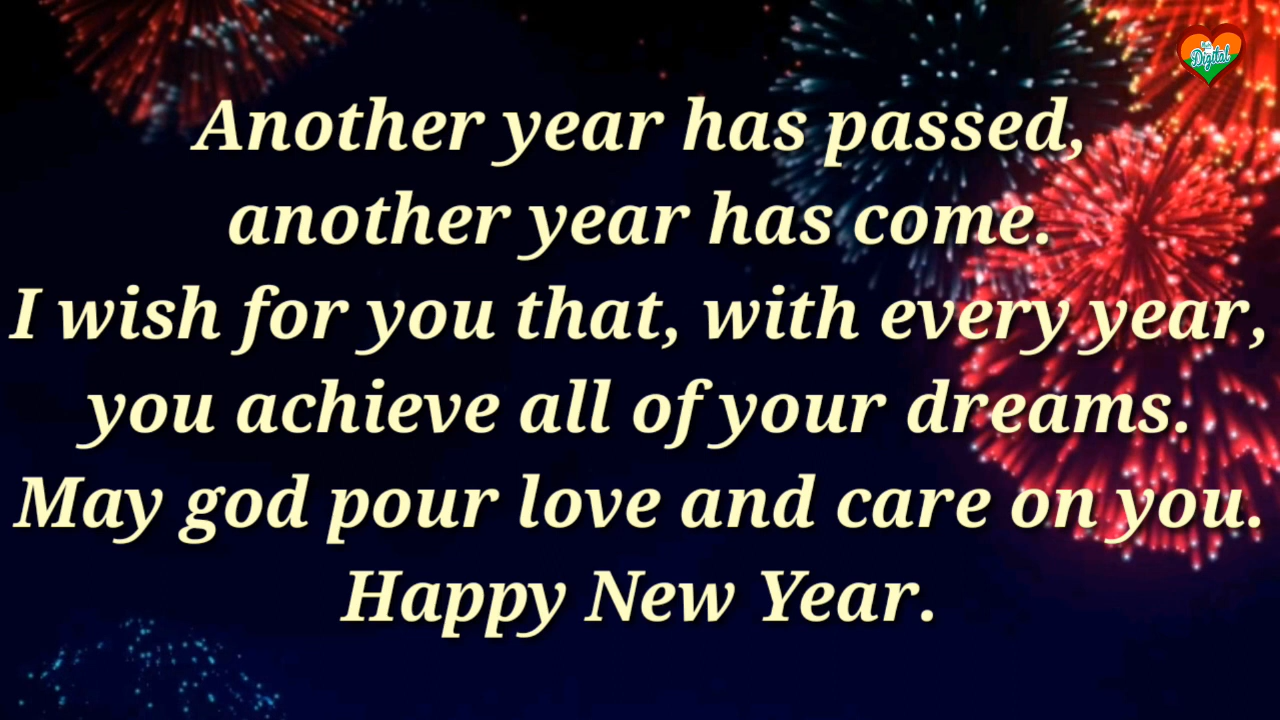 Digital
Another year has passed,
another year has come.
I wish for you that, with every year,
you achieve all of your dreams.
May god pour love and care on you.
Happy New Year.